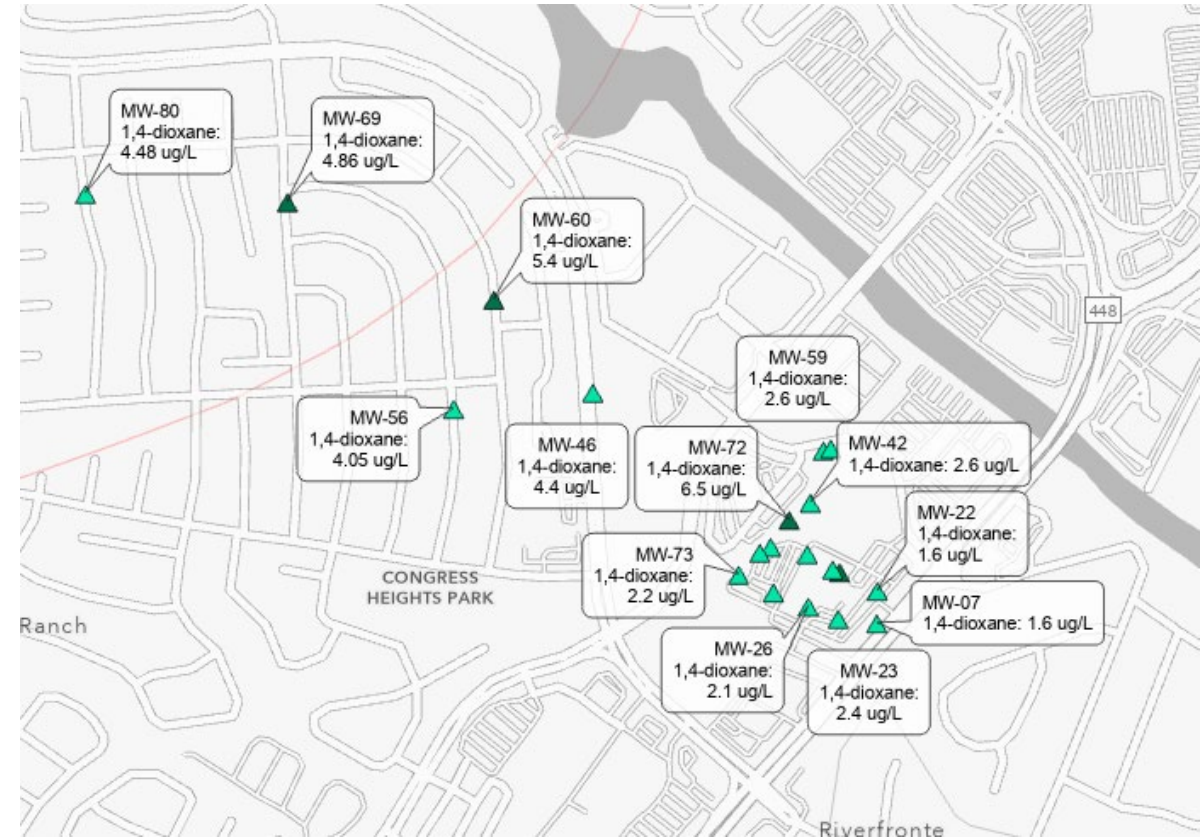 MW-80
1,4-dioxane:
4.48 ug/L
MW-69
1,4-dioxane:
4.86 ug/L
MW-60
1,4-dioxane:
5.4 ug/L
448
MW-59
1,4-dioxane:
2.6 ug/L
MW-56
1,4-dioxane:
4.05 ug/L
MW-46
1,4-dioxane:
4.4 ug/L
MW-72
1,4-dioxane:
6.5 ug/L
MW-42
1,4-dioxane: 2.6 ug/L
MW-22
1,4-dioxane:
1.6 ug/L
MW-73
1,4-dioxane:
2.2 ug/L
CONGRESS
HEIGHTS PARK
MW-07
1,4-dioxane: 1.6 ug/L
Ranch
MW-26
1,4-dioxane:
2.1 ug/L
MW-23
1,4-dioxane:
2.4 ug/L
Riverfronte